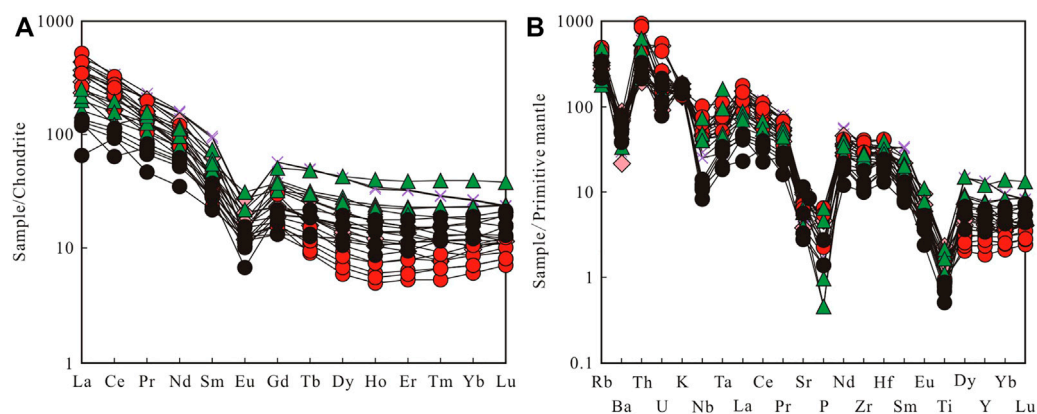 A
Sample/Chondrite
1000
100
10
1
La Ce Pr Nd Sm Eu Gd Tb Dy Ho Er Tm Yb Lu
B
Sample/Primitive mantle
1000
100
10
1
0.1
Rb Th K Ta Ce Sr Nd Hf Eu Dy Yb
Ba U Nb La Pr P Zr Sm Ti Y Lu